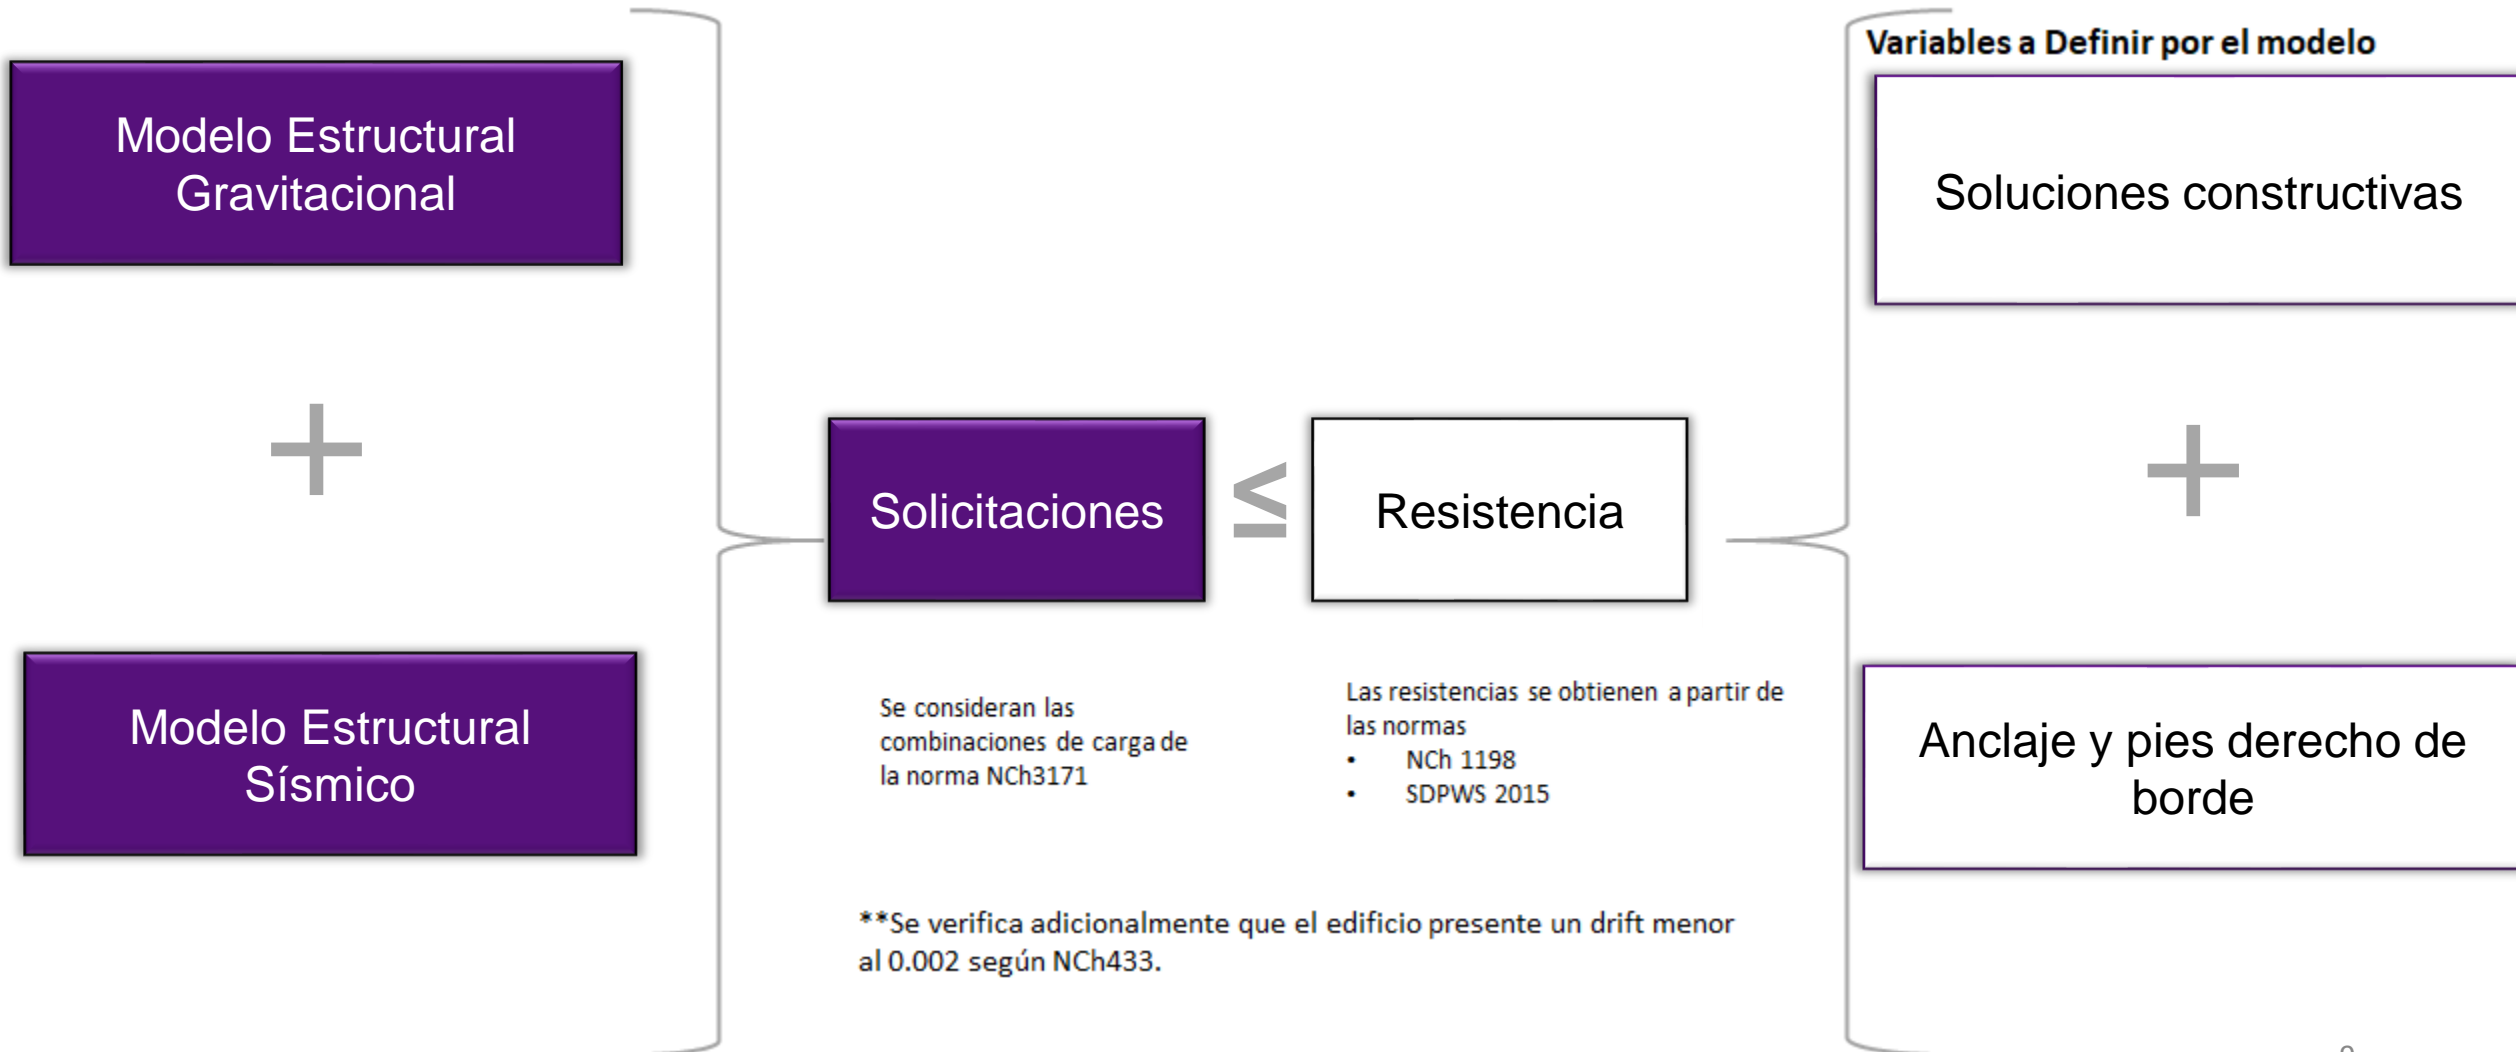 Modelo Estructural
Gravitacional
+
Modelo Estructural
Sísmico
Solicitaciones
≤
Resistencia
Se consideran las
combinaciones de carga de
la norma NCh3171
Las resistencias se obtienen a partir de
las normas
• NCh 1198
• SDPWS 2015
**Se verifica adicionalmente que el edificio presente un drift menor
al 0.002 según NCh433.
Variables a Definir por el modelo
Soluciones constructivas
+
Anclaje y pies derecho de
borde